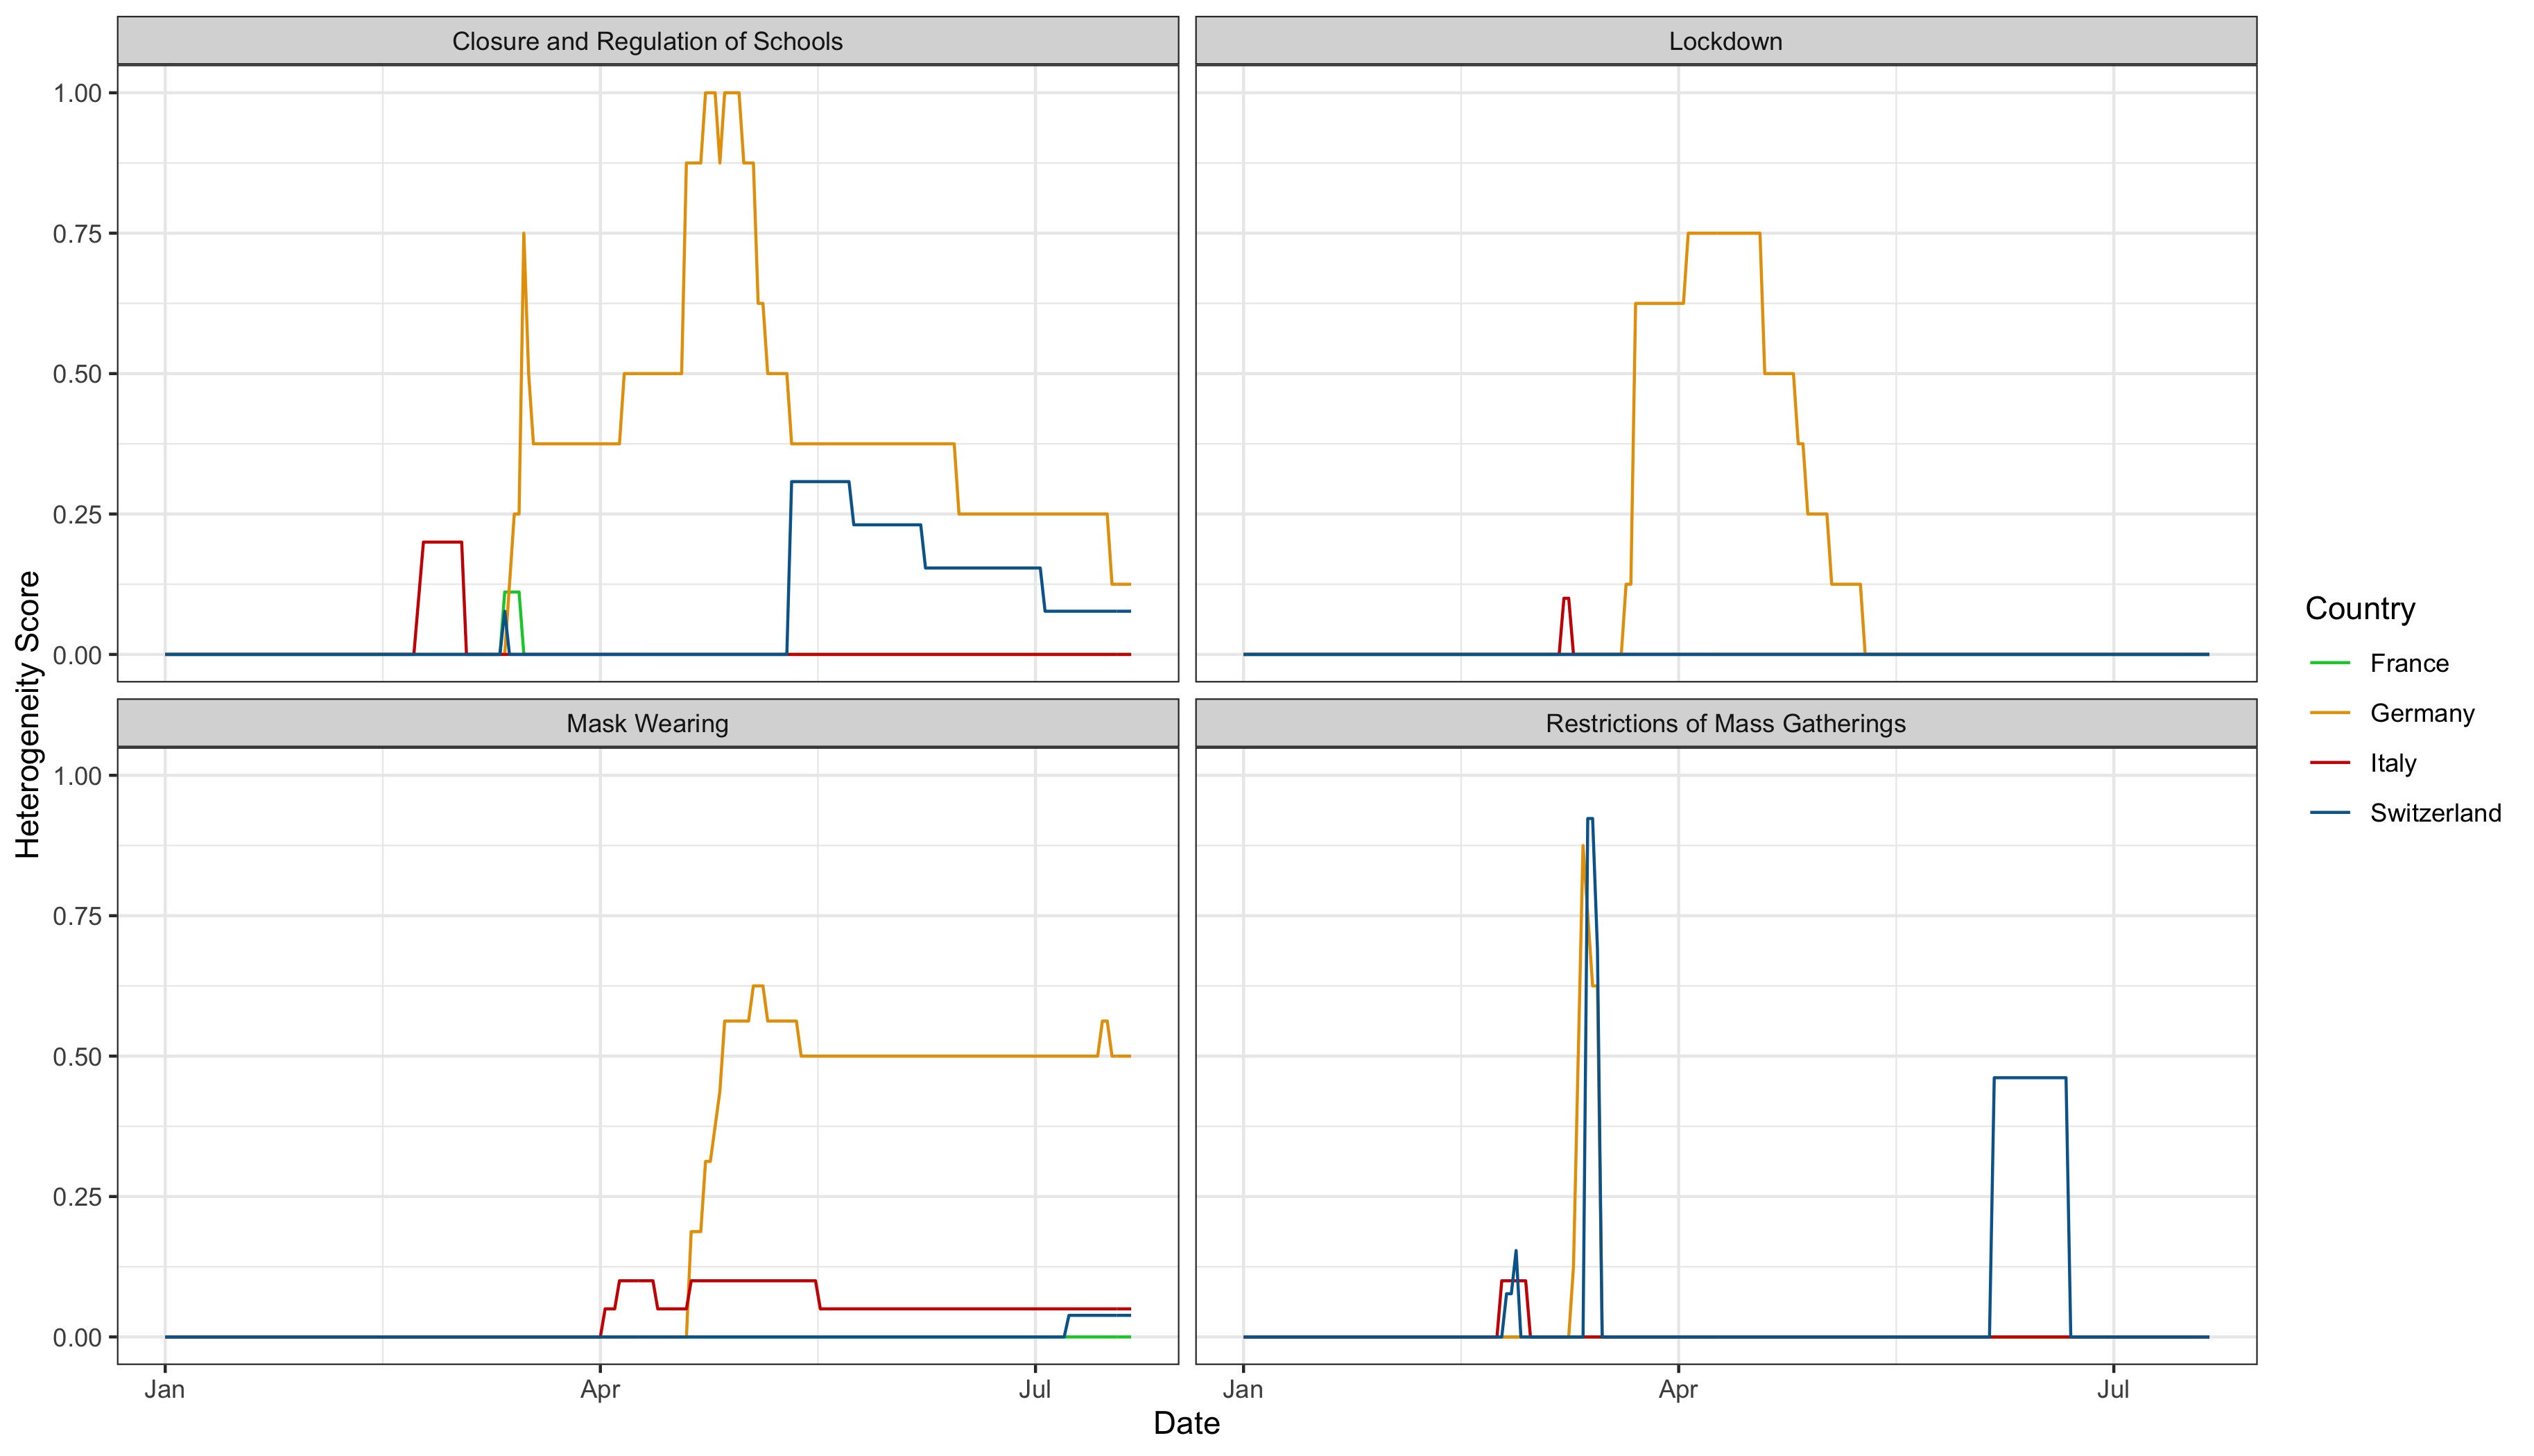 Closure and Regulation of Schools
Lockdown
1.00
0.75
0.50
0.25
0.00
Mask Wearing
Restrictions of Mass Gatherings
1.00
0.75
0.50
0.25
0.00
Jan
Apr
Jul
Jan
Apr
Jul
Date
Heterogeneity Score
Country
France
Germany
Italy
Switzerland